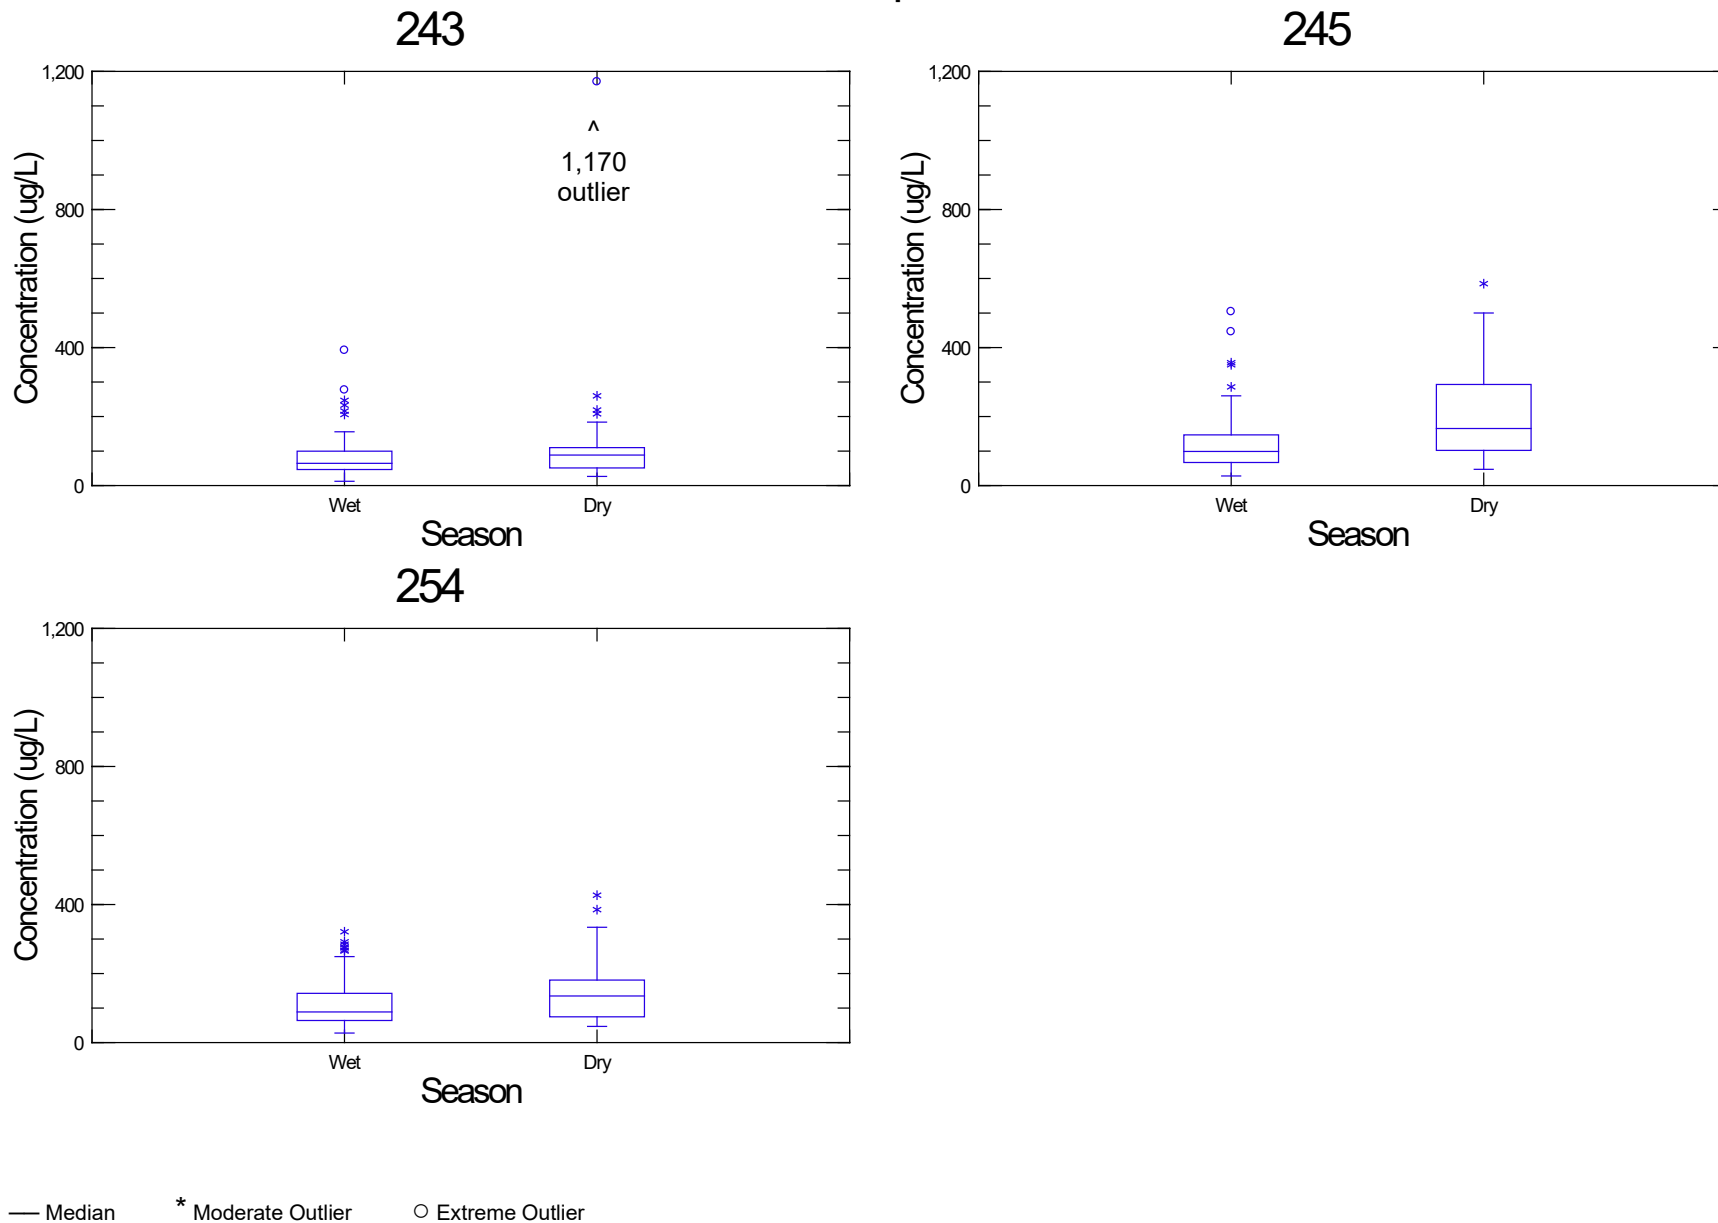 243
1,200
800
400
0
Concentration (ug/L)
^
1,170
outlier
Wet
Dry
Season
245
1,200
800
400
0
Concentration (ug/L)
Wet
Dry
Season
254
1,200
800
400
0
Concentration (ug/L)
Wet
Dry
Season
— Median * Moderate Outlier ○ Extreme Outlier